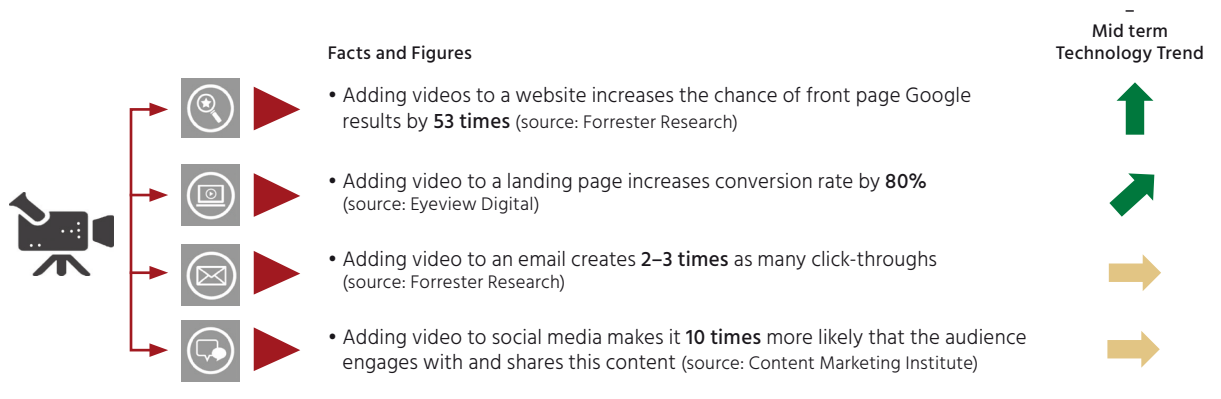 –
Mid term
Technology Trend
Facts and Figures
• Adding videos to a website increases the chance of front page Google
results by 53 times (source: Forrester Research)
• Adding video to a landing page increases conversion rate by 80%
(source: Eyeview Digital)
• Adding video to an email creates 2–3 times as many click-throughs
(source: Forrester Research)
• Adding video to social media makes it 10 times more likely that the audience
engages with and shares this content (source: Content Marketing Institute)